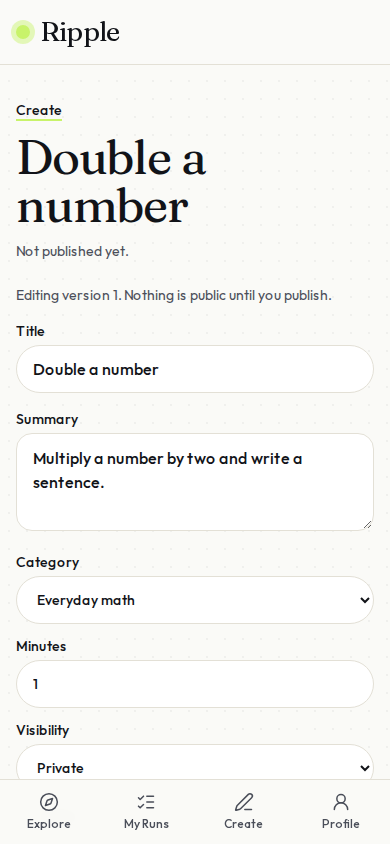 Ripple
Create
Double a
number
Not published yet.
Editing version 1. Nothing is public until you publish.
Title
Double a number
Summary
Multiply a number by two and write a
sentence.
Category
Everyday math
Minutes
1
Visibility
Private
Explore
My Runs
Create
Profile